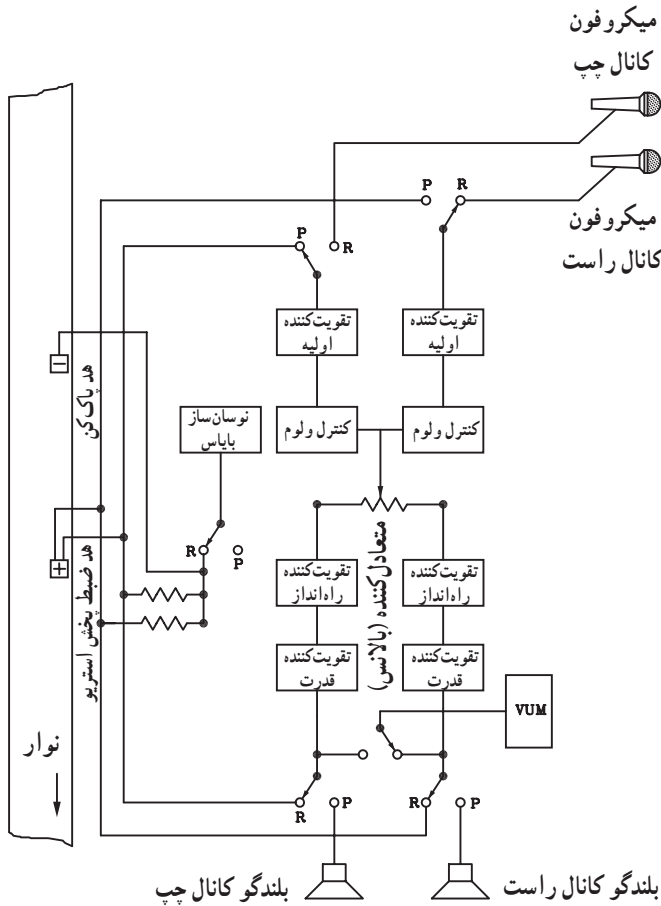 میکروفون
کانال چپ
میکروفون
کانال راست
P
R
P
R
تقویت‌کننده
اولیه
تقویت‌کننده
اولیه
هد پاک‌کن
نوسان‌ساز
بایاس
کنترل ولوم
کنترل ولوم
R
P
متعادل‌کننده (بالانس)
تقویت‌کننده
راه‌انداز
تقویت‌کننده
راه‌انداز
هد ضبط پخش استریو
تقویت‌کننده
قدرت
تقویت‌کننده
قدرت
VUM
نوار
R
P
R
P
بلندگو کانال چپ
بلندگو کانال راست